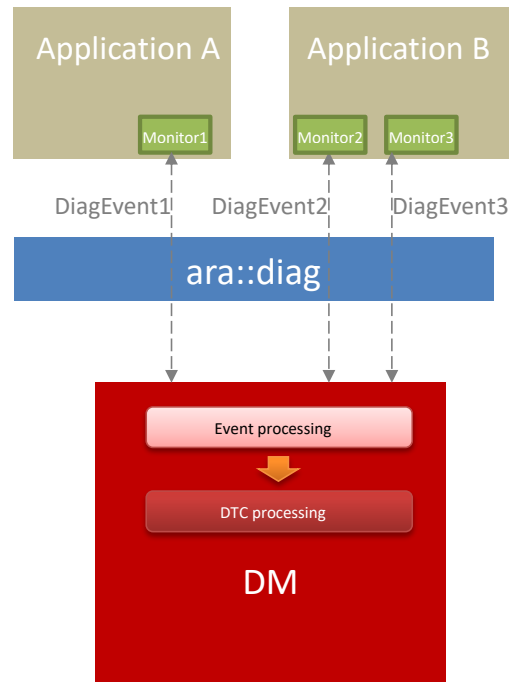 Application A
Application B
Monitor1
Monitor2
Monitor3
DiagEvent1
DiagEvent2
DiagEvent3
ara::diag
Event processing
DTC processing
DM